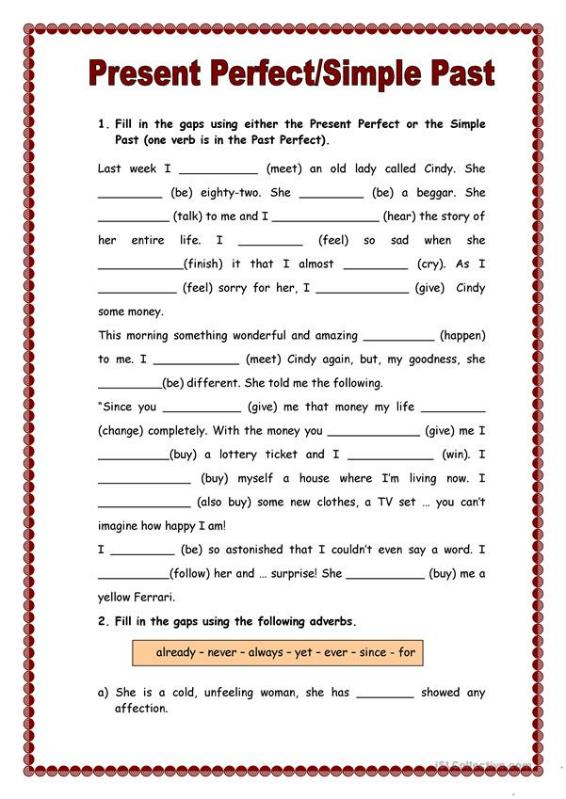 Present Perfect/Simple Past
1. Fill in the gaps using either the Present Perfect or the Simple
Past (one verb is in the Past Perfect).
Last week I ___________ (meet) an old lady called Cindy. She
_________ (be) eighty-two. She _________ (be) a beggar. She
__________ (talk) to me and I _______________ (hear) the story of
her entire life. I _________ (feel) so sad when she
____________(finish) it that I almost _________ (cry). As I
___________ (feel) sorry for her, I _____________ (give) Cindy
some money.
This morning something wonderful and amazing __________ (happen)
to me. I ____________ (meet) Cindy again, but, my goodness, she
_________(be) different. She told me the following.
"Since you ___________ (give) me that money my life _________
(change) completely. With the money you _____________ (give) me I
__________(buy) a lottery ticket and I ____________ (win). I
_____________ (buy) myself a house where I'm living now. I
_____________ (also buy) some new clothes, a TV set … you can't
imagine how happy I am!
I _________ (be) so astonished that I couldn't even say a word. I
__________(follow) her and … surprise! She ___________ (buy) me a
yellow Ferrari.
2. Fill in the gaps using the following adverbs.
already – never – always – yet – ever – since - for
a) She is a cold, unfeeling woman, she has ________ showed any
affection.
iSLCollective.com